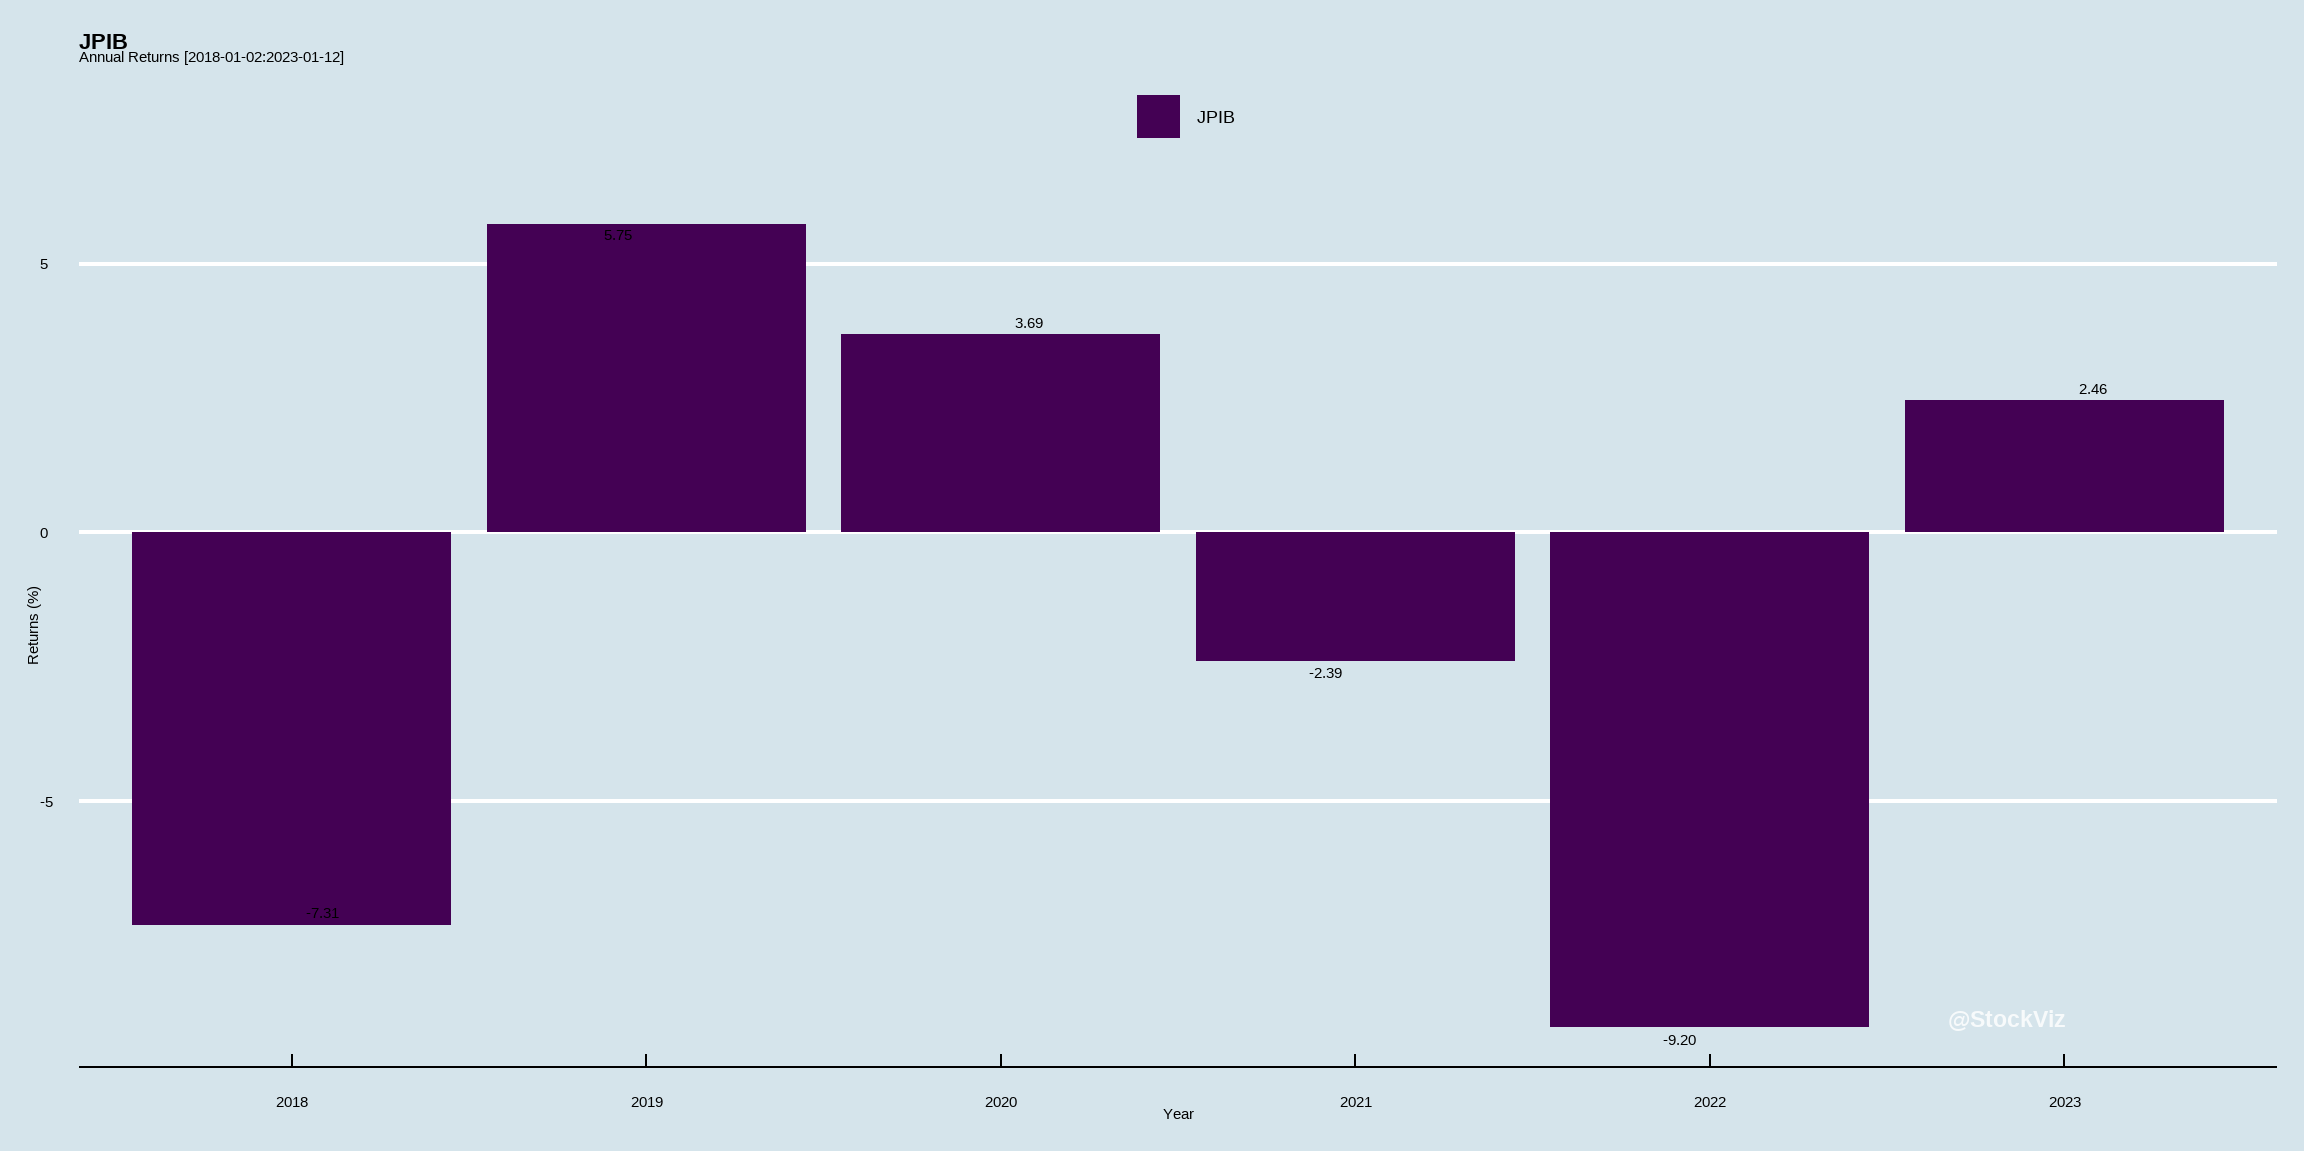 JPIB
Annual Returns [2018-01-02:2023-01-12]
JPIB
5.75
5
3.69
2.46
0
Returns (%)
-2.39
-5
-7.31
@StockViz
-9.20
2018 2019 2020 2021 2022 2023
Year